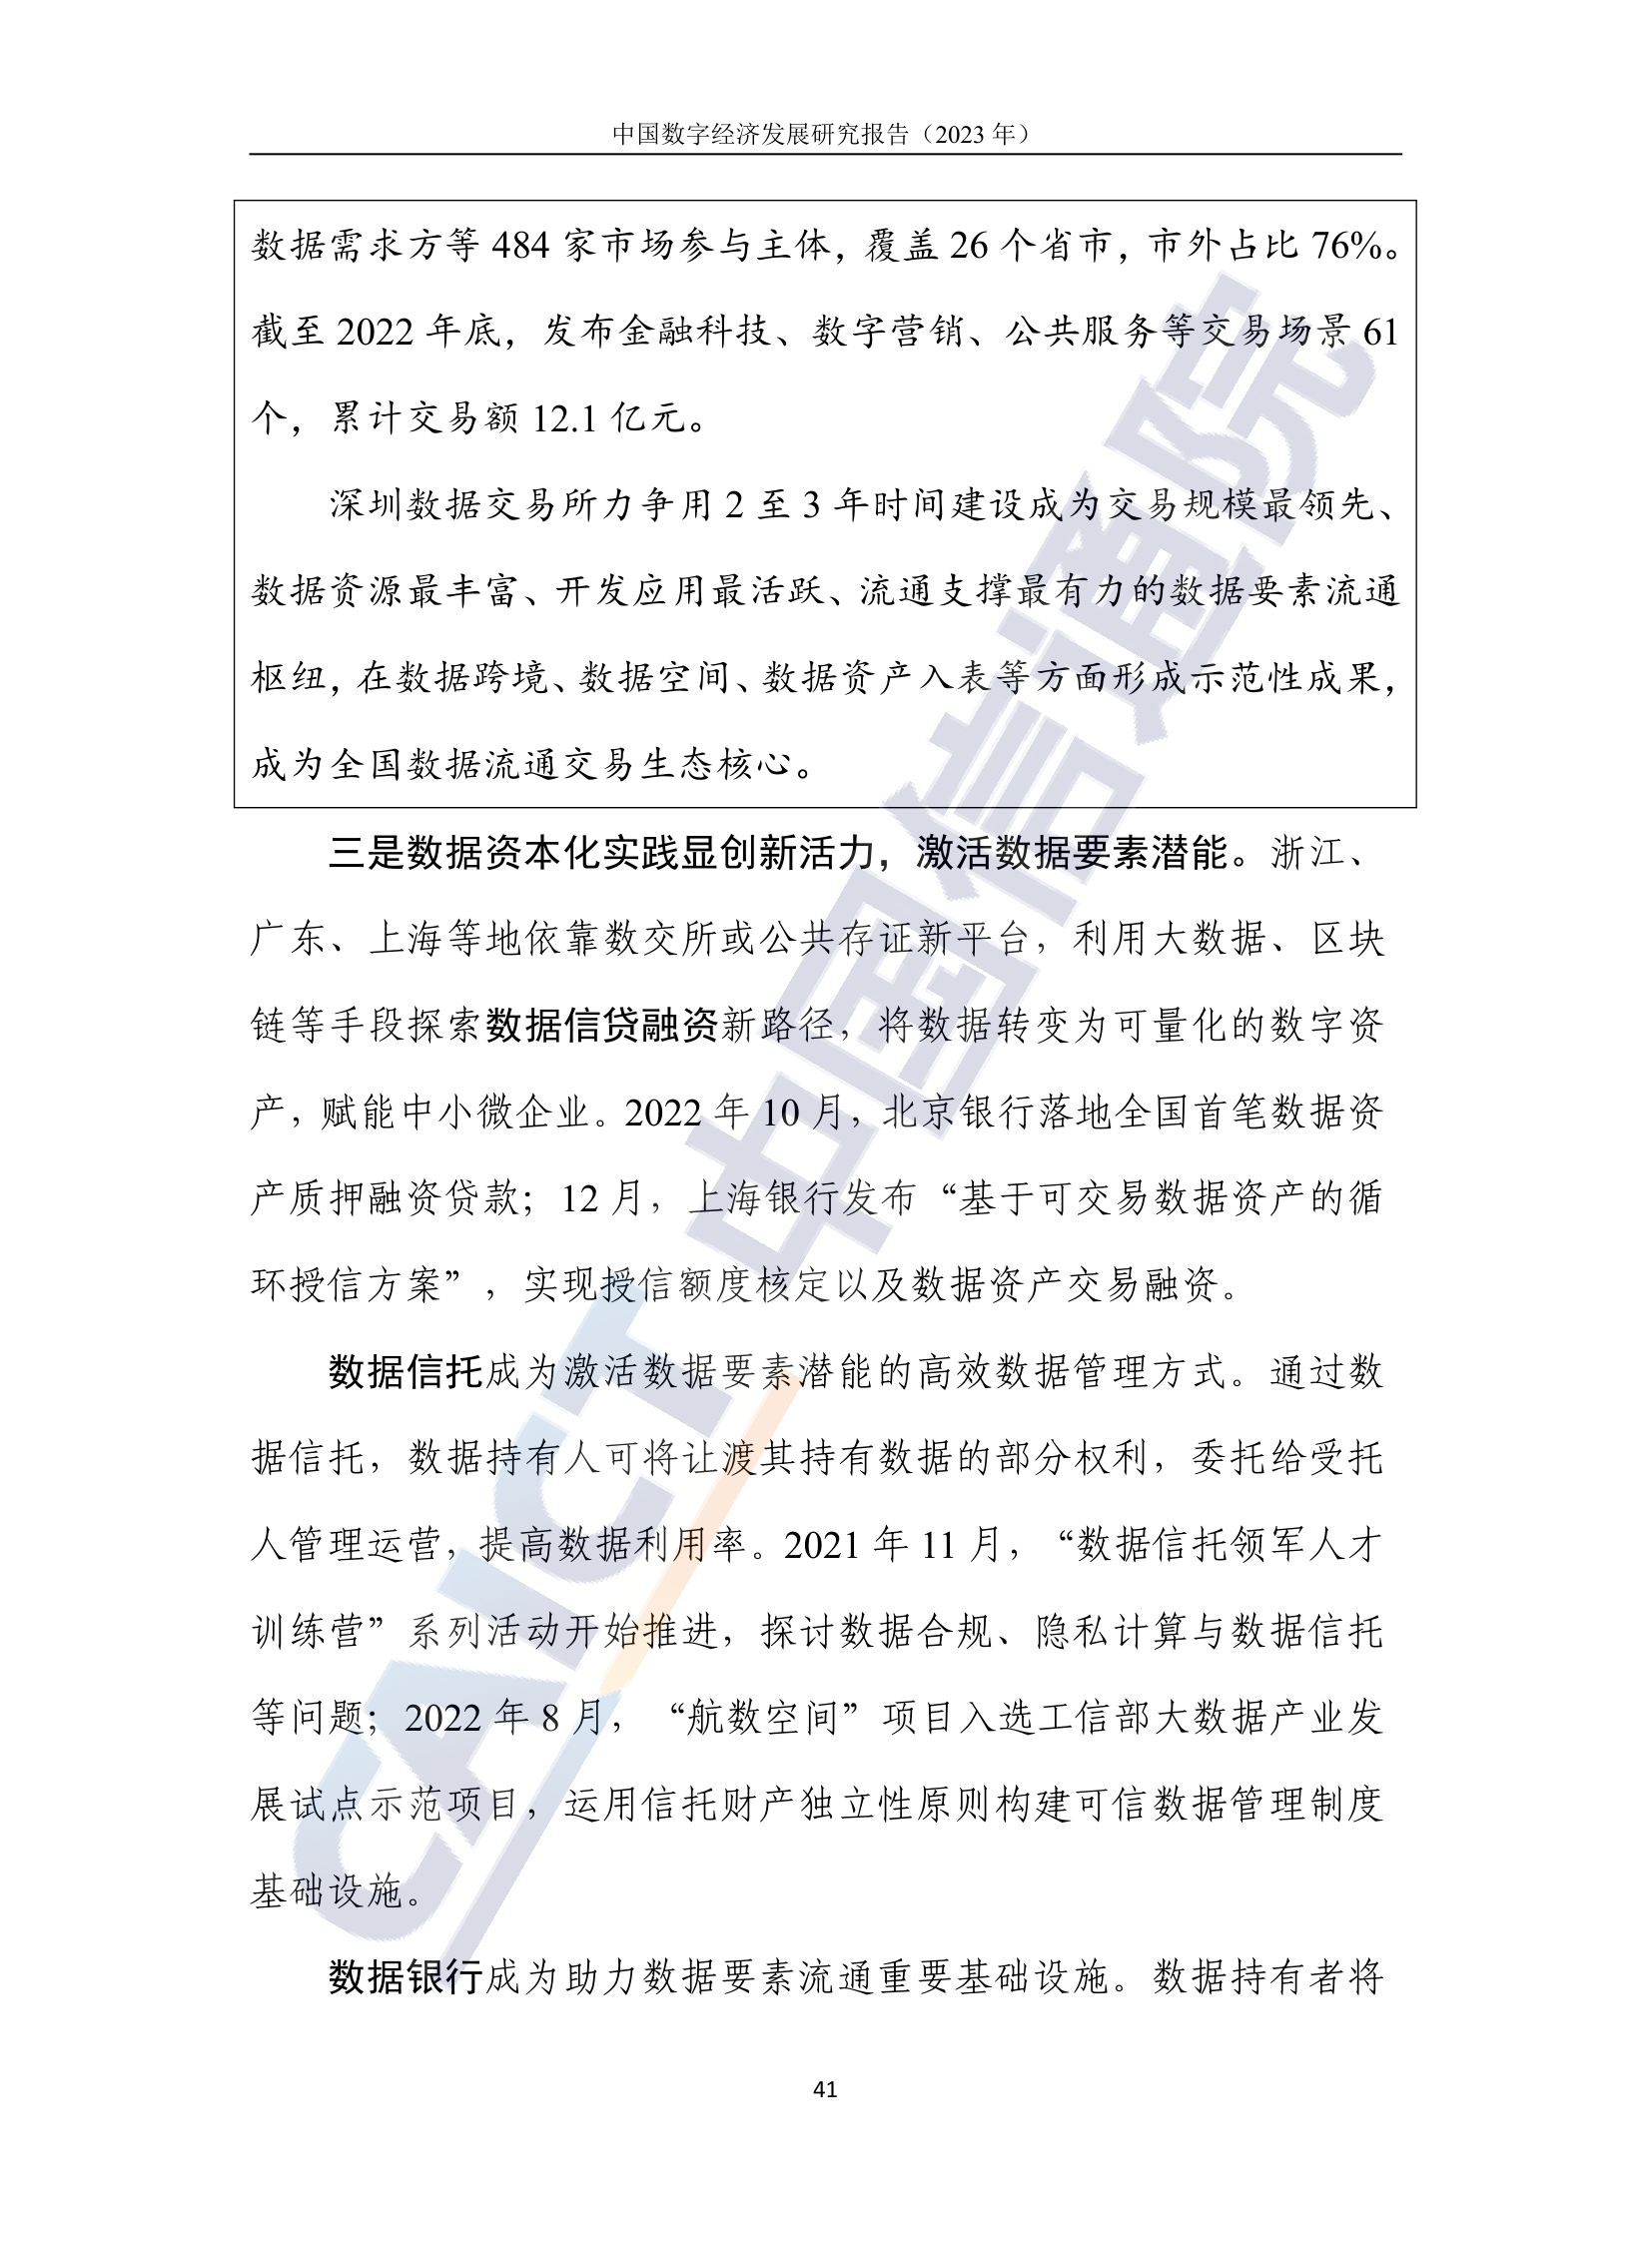 中国数字经济发展研究报告（2023 年）
数据需求方等 484 家市场参与主体，覆盖 26 个省市，市外占比 76%。
截至 2022 年底，发布金融科技、数字营销、公共服务等交易场景 61
个，累计交易额 12.1 亿元。
深圳数据交易所力争用 2 至 3 年时间建设成为交易规模最领先、
数据资源最丰富、开发应用最活跃、流通支撑最有力的数据要素流通
枢纽，在数据跨境、数据空间、数据资产入表等方面形成示范性成果，
成为全国数据流通交易生态核心。
三是数据资本化实践显创新活力，激活数据要素潜能。浙江、
广东、上海等地依靠数交所或公共存证新平台，利用大数据、区块
链等手段探索数据信贷融资新路径，将数据转变为可量化的数字资
产，赋能中小微企业。2022 年 10 月，北京银行落地全国首笔数据资
产质押融资贷款；12 月，上海银行发布“基于可交易数据资产的循
环授信方案”，实现授信额度核定以及数据资产交易融资。
数据信托成为激活数据要素潜能的高效数据管理方式。通过数
据信托，数据持有人可将让渡其持有数据的部分权利，委托给受托
人管理运营，提高数据利用率。2021 年 11 月，“数据信托领军人才
训练营”系列活动开始推进，探讨数据合规、隐私计算与数据信托
等问题；2022 年 8 月，“航数空间”项目入选工信部大数据产业发
展试点示范项目，运用信托财产独立性原则构建可信数据管理制度
基础设施。
数据银行成为助力数据要素流通重要基础设施。数据持有者将
41
CAICT 中国信通院